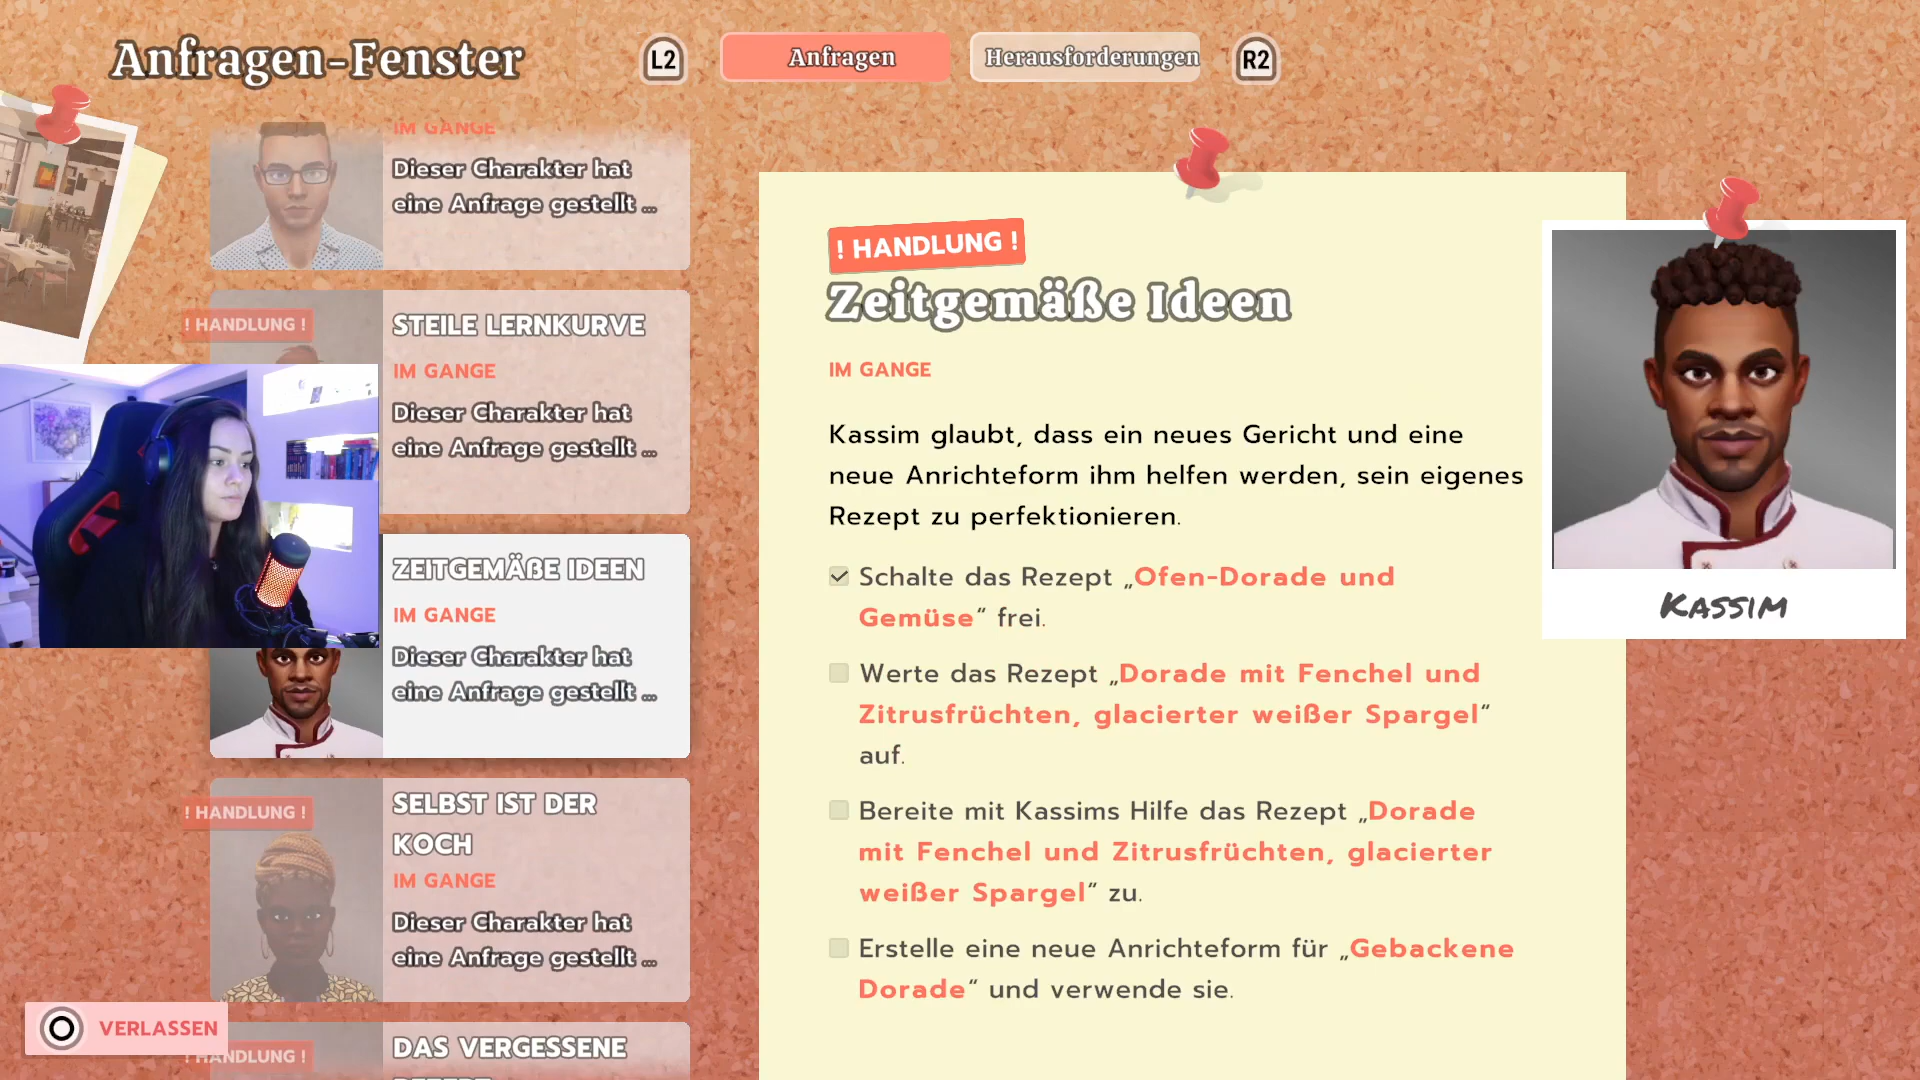 Anfragen-Fenster
L2
Anfragen
Herausforderungen
R2
IM GANGE
Dieser Charakter hat
eine Anfrage gestellt ...
! HANDLUNG !
STEILE LERNKURVE
IM GANGE
Dieser Charakter hat
eine Anfrage gestellt ...
ZEITGEMÄßE IDEEN
IM GANGE
Dieser Charakter hat
eine Anfrage gestellt ...
! HANDLUNG !
SELBST IST DER
KOCH
IM GANGE
Dieser Charakter hat
eine Anfrage gestellt ...
! HANDLUNG !
DAS VERGESSENE
VERLASSEN
! HANDLUNG !
Zeitgemäße Ideen
IM GANGE
Kassim glaubt, dass ein neues Gericht und eine
neue Anrichteform ihm helfen werden, sein eigenes
Rezept zu perfektionieren.
Schalte das Rezept „Ofen-Dorade und
Gemüse“ frei.
Werte das Rezept „Dorade mit Fenchel und
Zitrusfrüchten, glacierter weißer Spargel“
auf.
Bereite mit Kassims Hilfe das Rezept „Dorade
mit Fenchel und Zitrusfrüchten, glacierter
weißer Spargel“ zu.
Erstelle eine neue Anrichteform für „Gebackene
Dorade“ und verwende sie.
KASSIM